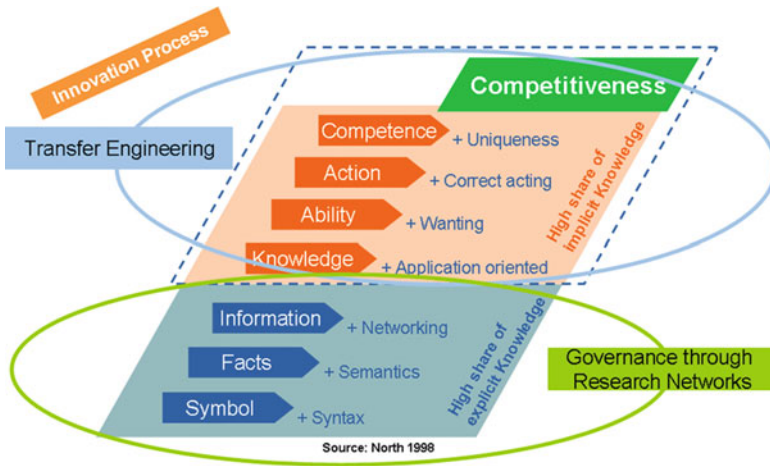 Innovation Process
Competitiveness
Transfer Engineering
Competence + Uniqueness
Action + Correct acting
Ability + Wanting
Knowledge + Application oriented
High share of
implicit Knowledge
Information + Networking
Facts + Semantics
Symbol + Syntax
High share of
explicit Knowledge
Governance through
Research Networks
Source: North 1998